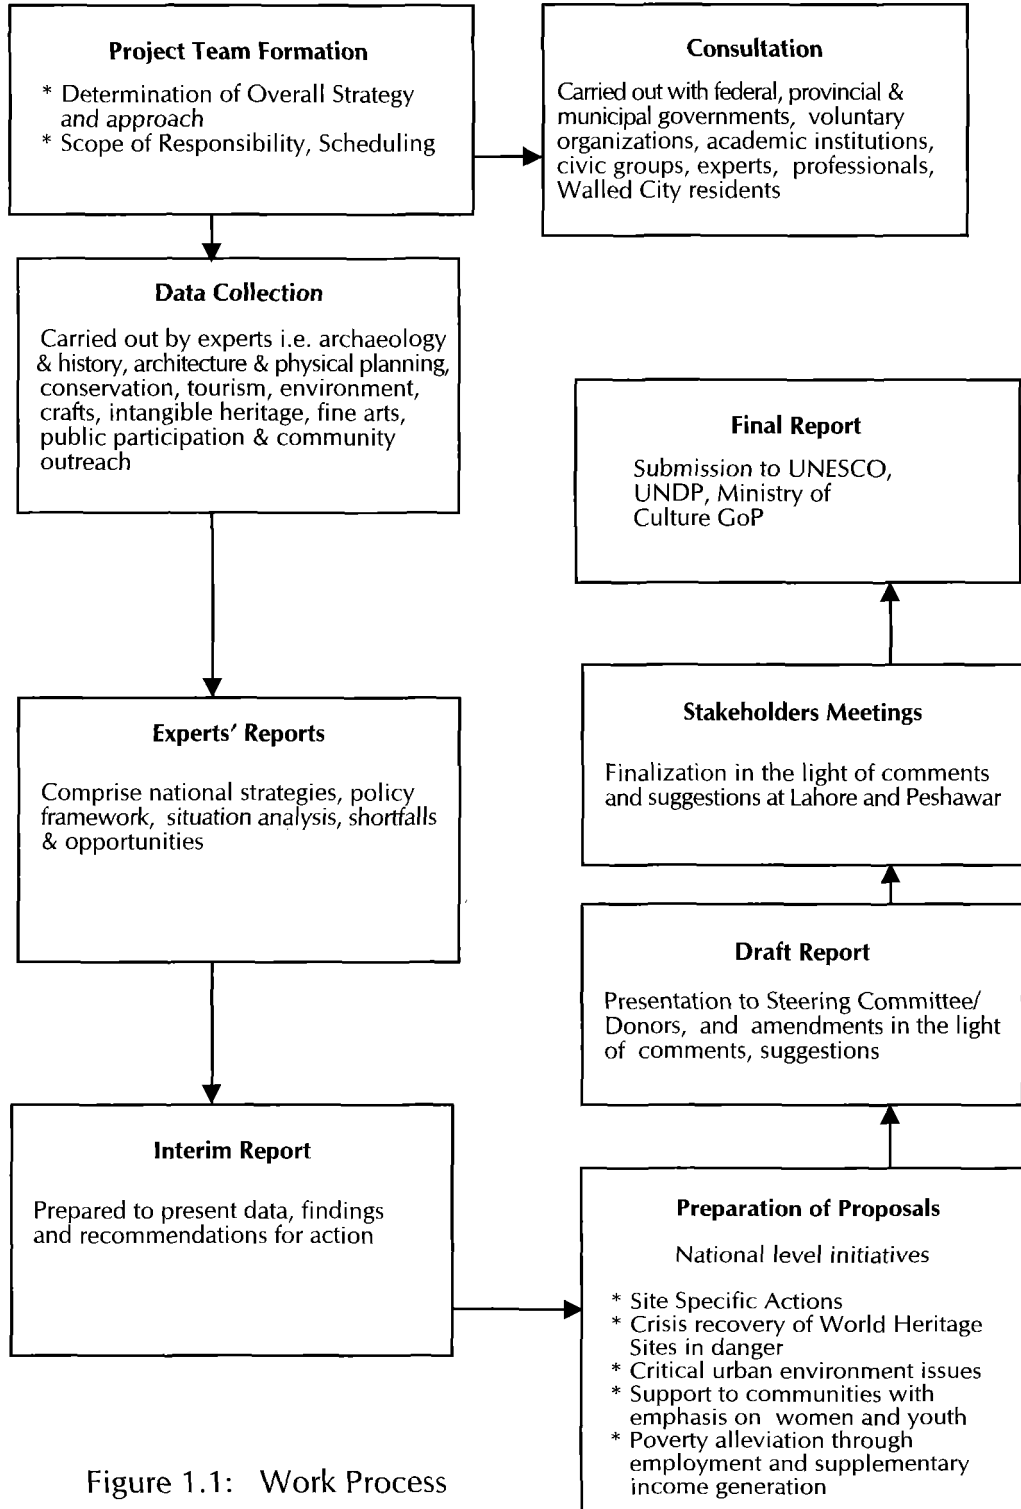 Project Team Formation
* Determination of Overall Strategy
and approach
* Scope of Responsibility, Scheduling
Consultation
Carried out with federal, provincial &
municipal governments, voluntary
organizations, academic institutions,
civic groups, experts, professionals,
Walled City residents
Data Collection
Carried out by experts i.e. archaeology
& history, architecture & physical planning,
conservation, tourism, environment,
crafts, intangible heritage, fine arts,
public participation & community
outreach
Experts' Reports
Comprise national strategies, policy
framework, situation analysis, shortfalls
& opportunities
Interim Report
Prepared to present data, findings
and recommendations for action
Preparation of Proposals
National level initiatives
* Site Specific Actions
* Crisis recovery of World Heritage
Sites in danger
* Critical urban environment issues
* Support to communities with
emphasis on women and youth
* Poverty alleviation through
employment and supplementary
income generation
Draft Report
Presentation to Steering Committee/
Donors, and amendments in the light
of comments, suggestions
Stakeholders Meetings
Finalization in the light of comments
and suggestions at Lahore and Peshawar
Final Report
Submission to UNESCO,
UNDP, Ministry of
Culture GoP
Figure 1.1: Work Process